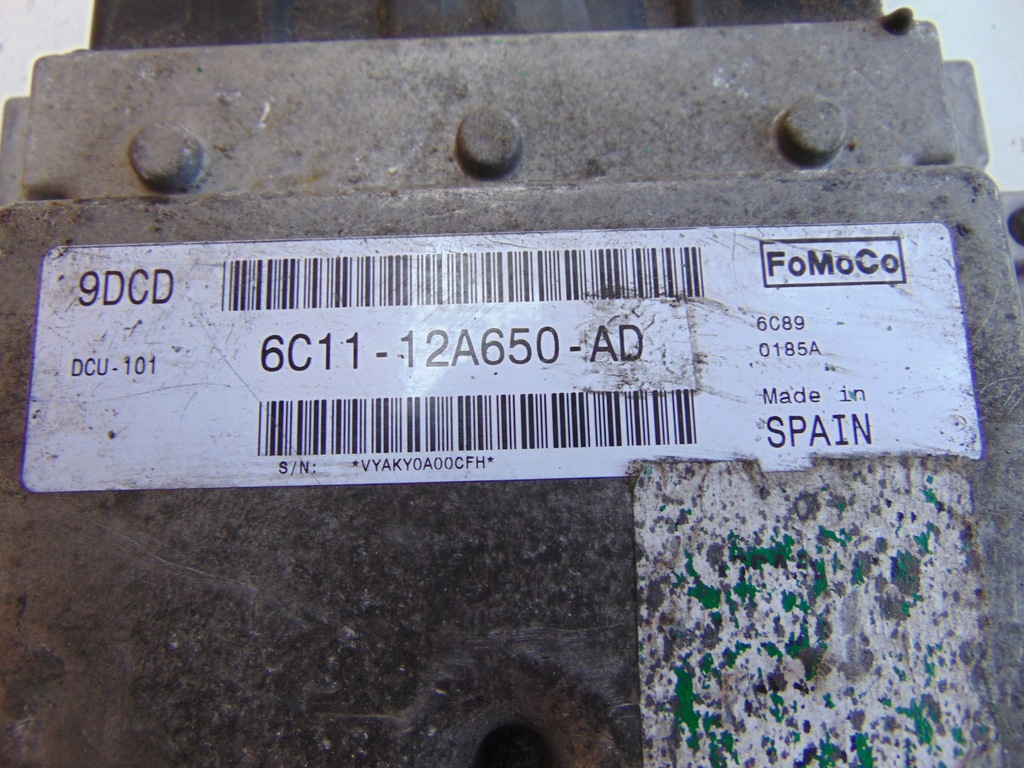 9DCD
FoMoCo
DCU-101
6C11-12A650-AD
6C89
0185A
Made in
SPAIN
S/N: *VYAKY0A00CFH*